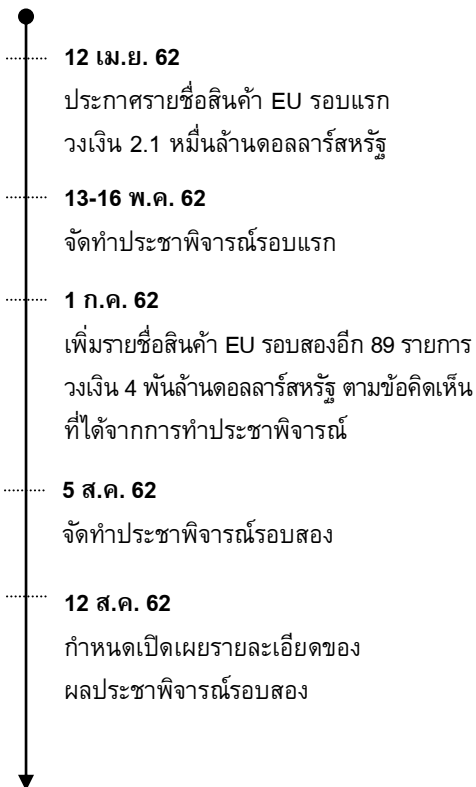 12 เม.ย. 62
ประกาศรายชื่อสินค้า EU รอบแรก
วงเงิน 2.1 หมื่นล้านดอลลาร์สหรัฐ
13-16 พ.ค. 62
จัดทำประชาพิจารณ์รอบแรก
1 ก.ค. 62
เพิ่มรายชื่อสินค้า EU รอบสองอีก 89 รายการ
วงเงิน 4 พันล้านดอลลาร์สหรัฐ ตามข้อคิดเห็น
ที่ได้จากการทำประชาพิจารณ์
5 ส.ค. 62
จัดทำประชาพิจารณ์รอบสอง
12 ส.ค. 62
กำหนดเปิดเผยรายละเอียดของ
ผลประชาพิจารณ์รอบสอง